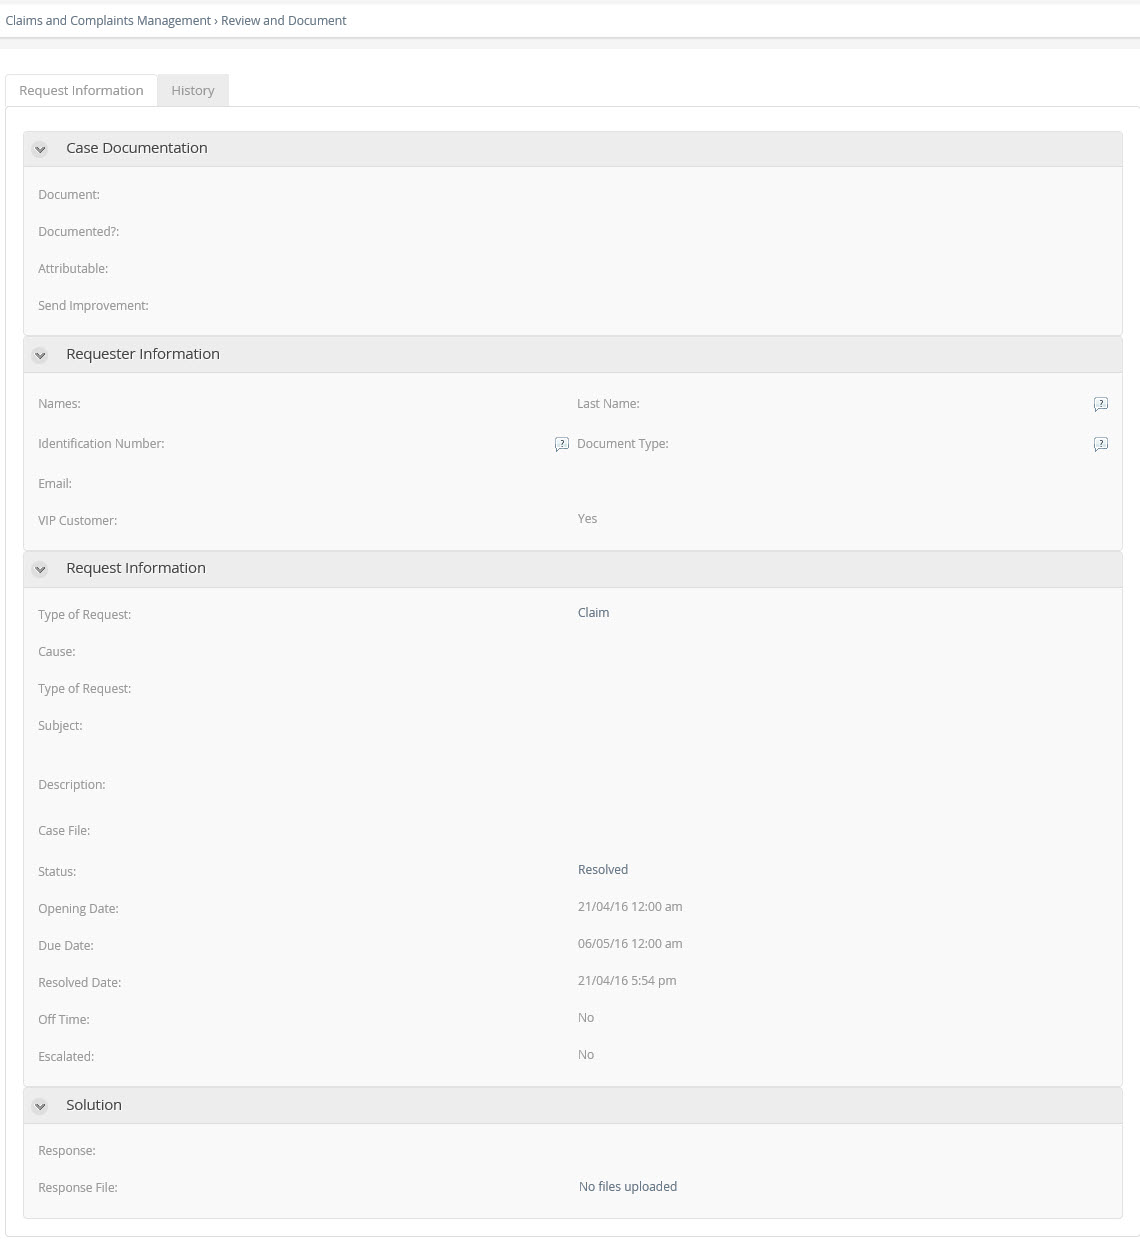 Claims and Complaints Management › Review and Document
Request Information
History
Case Documentation
Document:
Documented?:
Attributable:
Send Improvement:
Requester Information
Names:
Last Name:
?
Identification Number:
?
Document Type:
?
Email:
VIP Customer:
Yes
Request Information
Type of Request:
Claim
Cause:
Type of Request:
Subject:
Description:
Case File:
Status:
Resolved
Opening Date:
21/04/16 12:00 am
Due Date:
06/05/16 12:00 am
Resolved Date:
21/04/16 5:54 pm
Off Time:
No
Escalated:
No
Solution
Response:
Response File:
No files uploaded